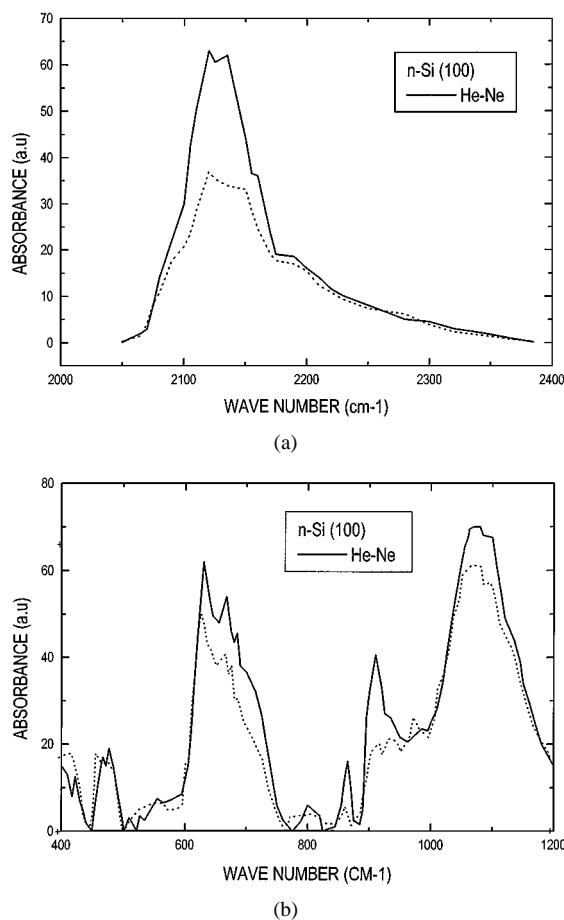 70
60
50
40
30
20
10
0
ABSORBANCE (a.u)
n-Si (100)
He-Ne
2000 2100 2200 2300 2400
WAVE NUMBER (cm-1)
(a)
80
60
40
20
0
ABSORBANCE (a.u)
n-Si (100)
He-Ne
400 600 800 1000 1200
WAVE NUMBER (CM-1)
(b)